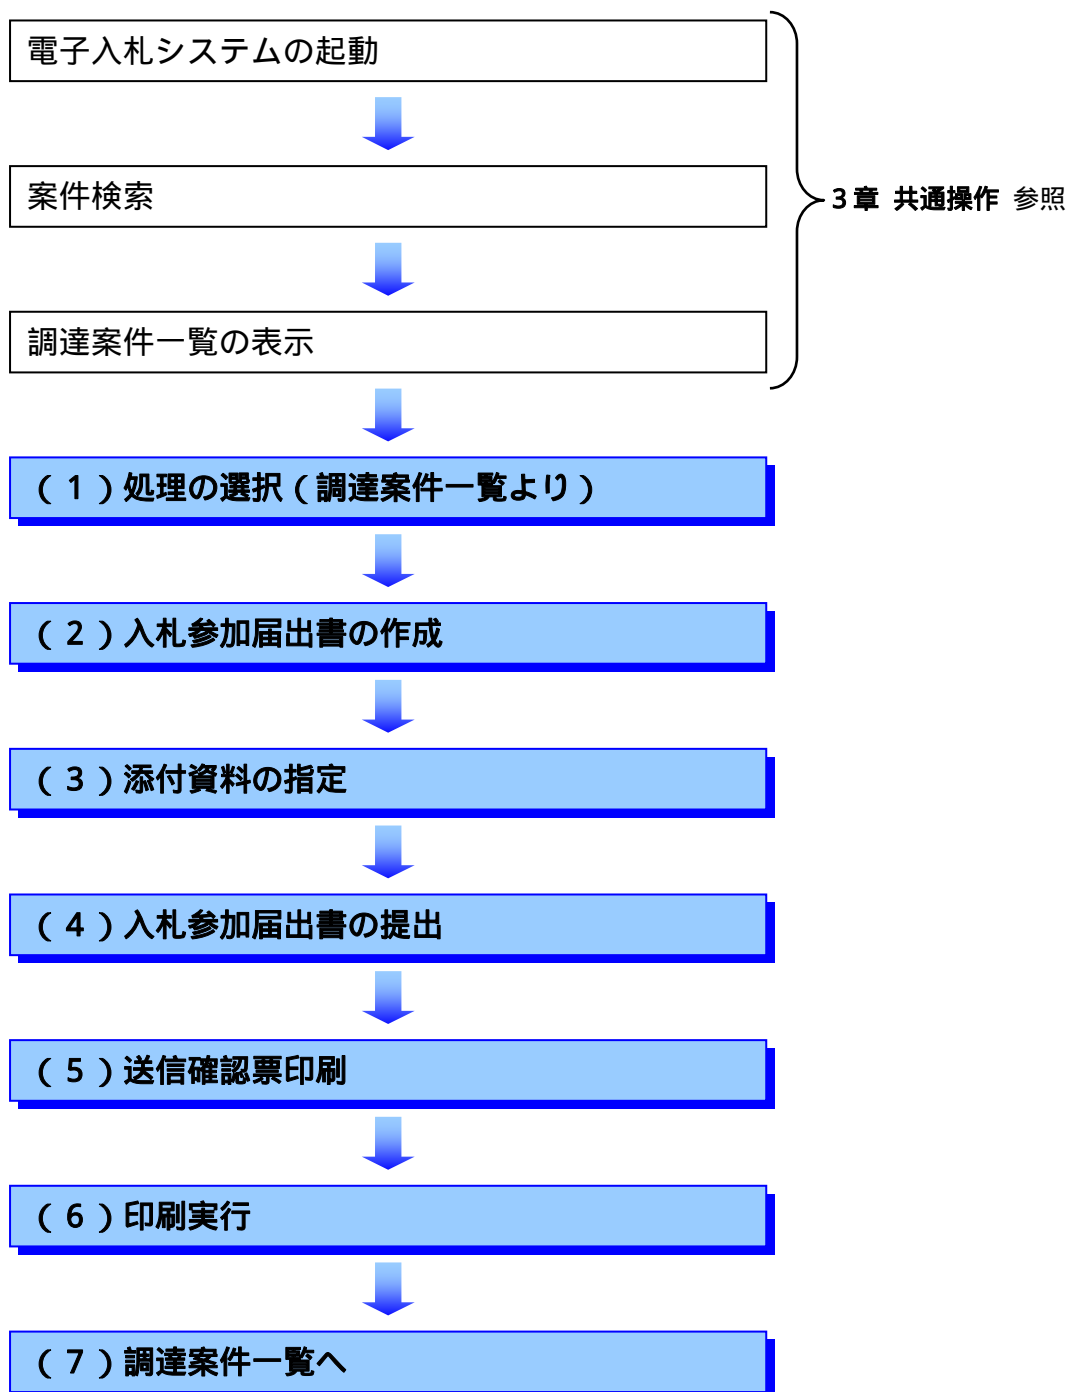 電子入札システムの起動
案件検索
3章 共通操作 参照
調達案件一覧の表示
（１）処理の選択（調達案件一覧より）
（２）入札参加届出書の作成
（３）添付資料の指定
（４）入札参加届出書の提出
（５）送信確認票印刷
（６）印刷実行
（７）調達案件一覧へ